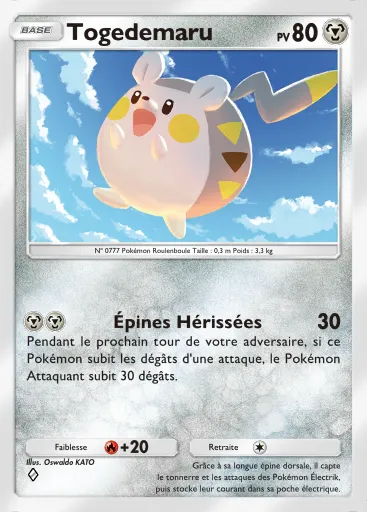 BASE Togedemaru PV 80
N° 0777 Pokémon Roulenboule Taille : 0,3 m Poids : 3,3 kg
Épines Hérissées 30
Pendant le prochain tour de votre adversaire, si ce
Pokémon subit les dégâts d'une attaque, le Pokémon
Attaquant subit 30 dégâts.
Faiblesse +20 Retraite
Illus. Oswaldo KATO
Grâce à sa longue épine dorsale, il capte
le tonnerre et les attaques des Pokémon Électrik,
puis stocke leur courant dans sa poche électrique.